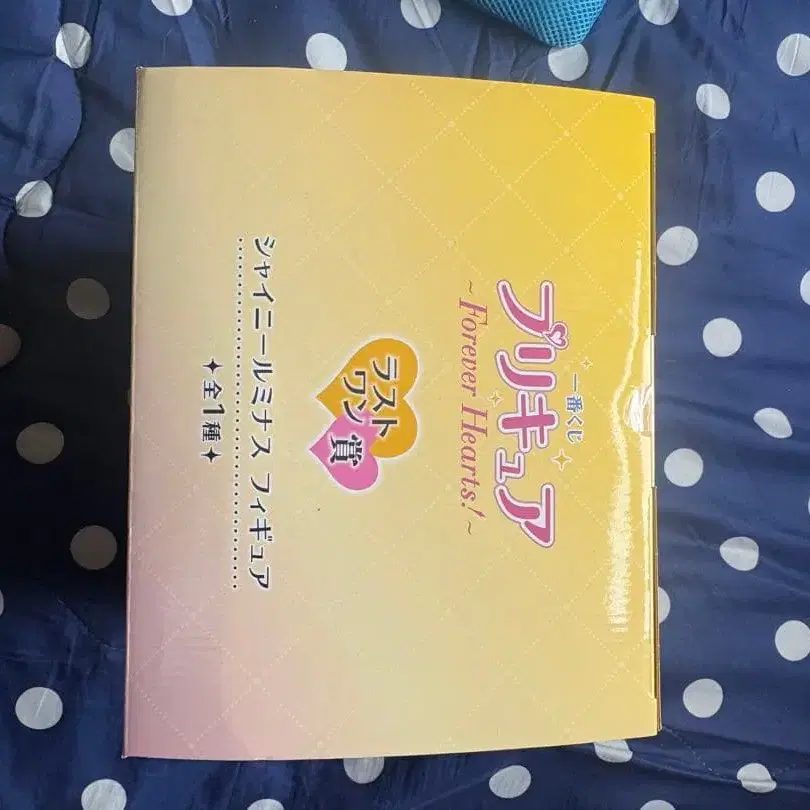 一番くじ
プリキュア
~Forever Hearts!~
ラスト
ワン賞
シャイニールミナス フィギュア
全1種